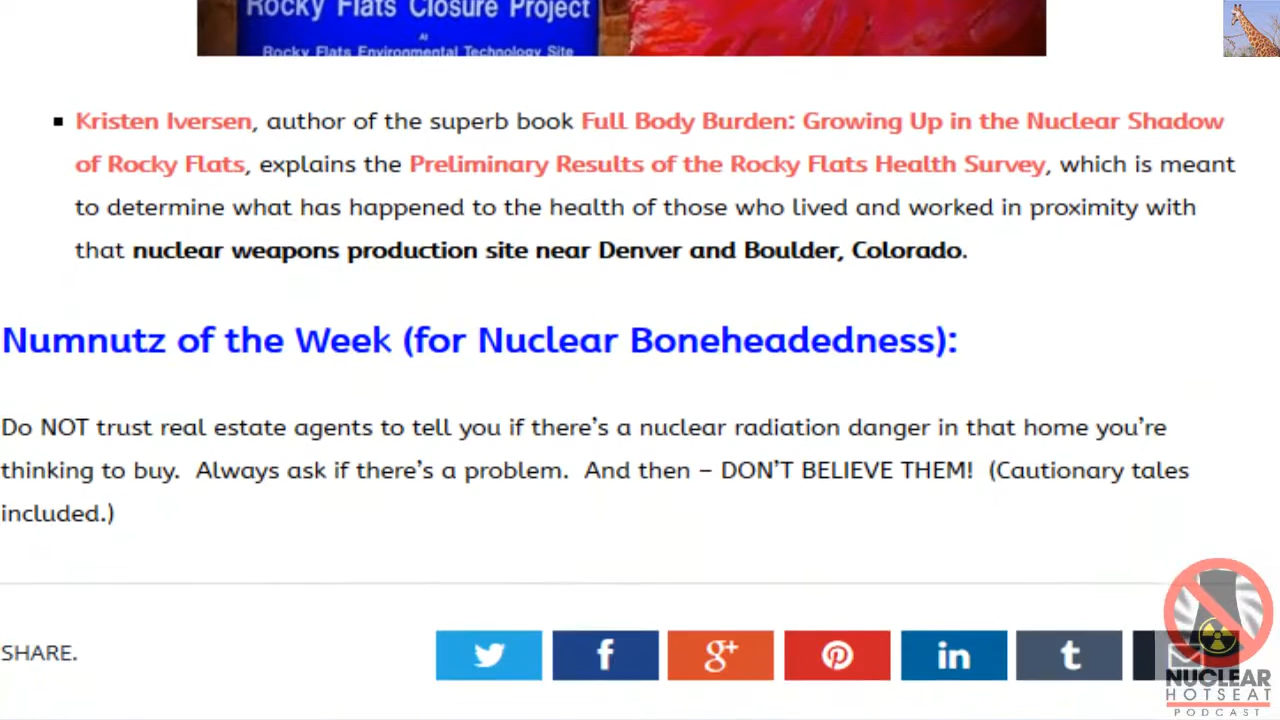 Rocky Flats Closure Project
At
Rocky Flats Environmental Technology Site
Kristen Iversen, author of the superb book Full Body Burden: Growing Up in the Nuclear Shadow
of Rocky Flats, explains the Preliminary Results of the Rocky Flats Health Survey, which is meant
to determine what has happened to the health of those who lived and worked in proximity with
that nuclear weapons production site near Denver and Boulder, Colorado.
Numnutz of the Week (for Nuclear Boneheadedness):
Do NOT trust real estate agents to tell you if there's a nuclear radiation danger in that home you're
thinking to buy.  Always ask if there's a problem.  And then – DON'T BELIEVE THEM!  (Cautionary tales
included.)
SHARE.
f g+ in t
NUCLEAR
HOTSEAT
PODCAST